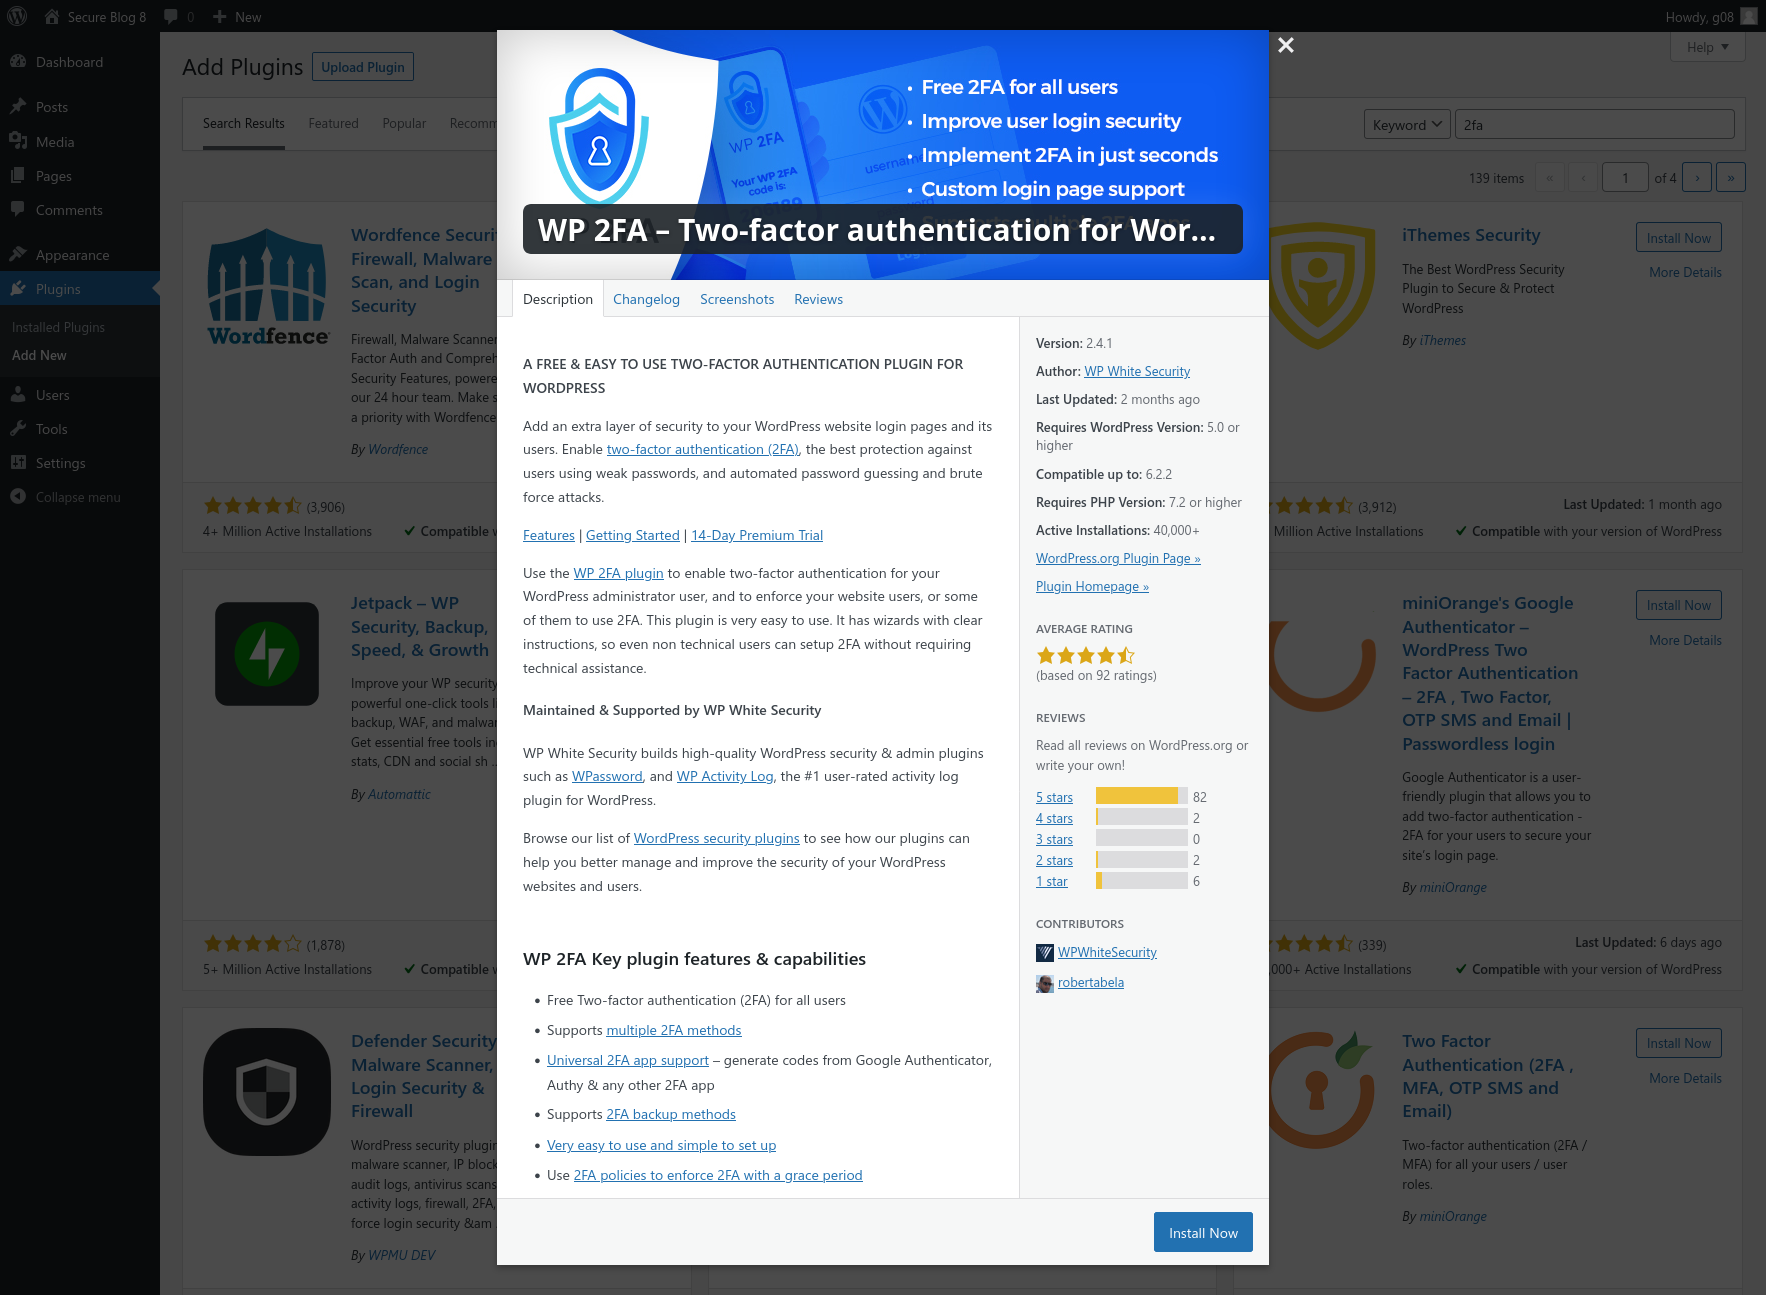 Secure Blog 8
0
New
Howdy, g08
Dashboard
Posts
Media
Pages
Comments
Appearance
Plugins
Installed Plugins
Add New
Users
Tools
Settings
Collapse menu
Add Plugins
Upload Plugin
Help
Search Results
Featured
Popular
Keyword
2fa
139 items
«
‹
1
of 4
›
»
Wordfence
Firewall, Malware
Scan, and Login
Security
Wordfence
Firewall, Malware
Factor Auth and
Security Features,
our 24 hour team. Make
a priority with Wordfence
By Wordfence
(3,906)
4+ Million Active Installations
Compatible
Jetpack – WP
Security, Backup,
Speed, & Growth
Improve your WP security
powerful one-click tools
backup, WAF, and
Get essential free tools
stats, CDN and social sh ...
By Automattic
(1,878)
5+ Million Active Installations
Compatible
Defender Security
Malware Scanner,
Login Security &
Firewall
WordPress security
malware scanner, IP
audit logs, antivirus scans
activity logs, firewall, 2FA,
force login security &am
By WPMU DEV
WP 2FA
Your WP 2FA
code is:
• Free 2FA for all users
• Improve user login security
• Implement 2FA in just seconds
• Custom login page support
WP 2FA – Two-factor authentication for Wor...
Description
Changelog
Screenshots
Reviews
A FREE & EASY TO USE TWO-FACTOR AUTHENTICATION PLUGIN FOR
WORDPRESS
Add an extra layer of security to your WordPress website login pages and its
users. Enable two-factor authentication (2FA), the best protection against
users using weak passwords, and automated password guessing and brute
force attacks.
Features | Getting Started | 14-Day Premium Trial
Use the WP 2FA plugin to enable two-factor authentication for your
WordPress administrator user, and to enforce your website users, or some
of them to use 2FA. This plugin is very easy to use. It has wizards with clear
instructions, so even non technical users can setup 2FA without requiring
technical assistance.
Maintained & Supported by WP White Security
WP White Security builds high-quality WordPress security & admin plugins
such as WPassword, and WP Activity Log, the #1 user-rated activity log
plugin for WordPress.
Browse our list of WordPress security plugins to see how our plugins can
help you better manage and improve the security of your WordPress
websites and users.
WP 2FA Key plugin features & capabilities
• Free Two-factor authentication (2FA) for all users
• Supports multiple 2FA methods
• Universal 2FA app support – generate codes from Google Authenticator,
Authy & any other 2FA app
• Supports 2FA backup methods
• Very easy to use and simple to set up
• Use 2FA policies to enforce 2FA with a grace period
Version: 2.4.1
Author: WP White Security
Last Updated: 2 months ago
Requires WordPress Version: 5.0 or
higher
Compatible up to: 6.2.2
Requires PHP Version: 7.2 or higher
Active Installations: 40,000+
WordPress.org Plugin Page »
Plugin Homepage »
AVERAGE RATING
(based on 92 ratings)
REVIEWS
Read all reviews on WordPress.org or
write your own!
5 stars 82
4 stars 2
3 stars 0
2 stars 2
1 star 6
CONTRIBUTORS
WPWhiteSecurity
robertabela
Install Now
iThemes Security
The Best WordPress Security
Plugin to Secure & Protect
WordPress
By iThemes
Install Now
More Details
(3,912)
Million Active Installations
Last Updated: 1 month ago
Compatible with your version of WordPress
miniOrange's Google
Authenticator –
WordPress Two
Factor Authentication
– 2FA , Two Factor,
OTP SMS and Email |
Passwordless login
Google Authenticator is a user-
friendly plugin that allows you to
add two-factor authentication -
2FA for your users to secure your
site's login page.
By miniOrange
Install Now
More Details
(339)
000+ Active Installations
Last Updated: 6 days ago
Compatible with your version of WordPress
Two Factor
Authentication (2FA ,
MFA, OTP SMS and
Email)
Two-factor authentication (2FA /
MFA) for all your users / user
roles.
By miniOrange
Install Now
More Details